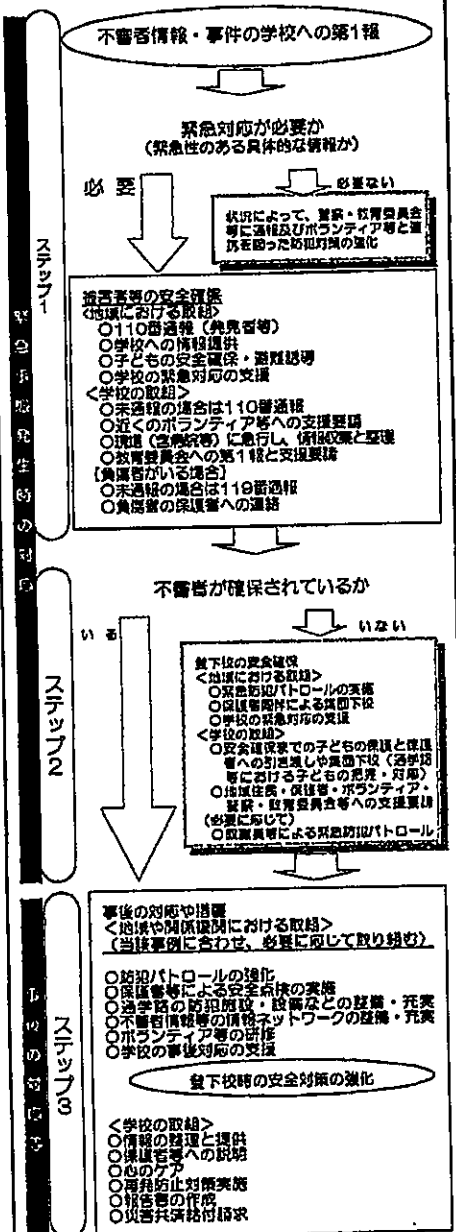 不審者情報・事件の学校への第1報
緊急対応が必要か
(緊急性のある具体的な情報か)
必要
必要ない
状況によって、警察・教育委員会
等に通報及びボランティア等と連
携を図った防犯対策の強化
ステップ1
緊急事態発生時の対応
被害者等の安全確保
<地域における取組>
○110番通報(発見者等)
○学校への情報提供
○子どもの安全確保・避難誘導
○学校の緊急対応の支援
<学校の取組>
○未通報の場合は110番通報
○近くのボランティア等への支援要請
○現場(含病院等)に急行し、情報収集と整理
○教育委員会への第1報と支援要請
[負傷者がいる場合]
○未通報の場合は119番通報
○負傷者の保護者への連絡
不審者が確保されているか
いる
いない
ステップ2
登下校の安全確保
<地域における取組>
○緊急防犯パトロールの実施
○保護者同伴による集団下校
○学校の緊急対応の支援
<学校の取組>
○安全確保までの子どもの保護と保護
者への引き渡しや集団下校(通学路
等における子どもの把握・対応)
○地域住民・保護者・ボランティア・
警察・教育委員会等への支援要請
(必要に応じて)
○教職員等による緊急防犯パトロール
ステップ3
事後の対応や措置
<地域や関係機関における取組>
(当該事例に合わせ、必要に応じて取り組む)
○防犯パトロールの強化
○保護者等による安全点検の実施
○通学路の防犯施設・設備などの整備・充実
○不審者情報等の情報ネットワークの整備・充実
○ボランティア等の研修
○学校の事後対応の支援
登下校時の安全対策の強化
<学校の取組>
○情報の整理と提供
○保護者等への説明
○心のケア
○再発防止対策実施
○報告書の作成
○災害共済給付請求